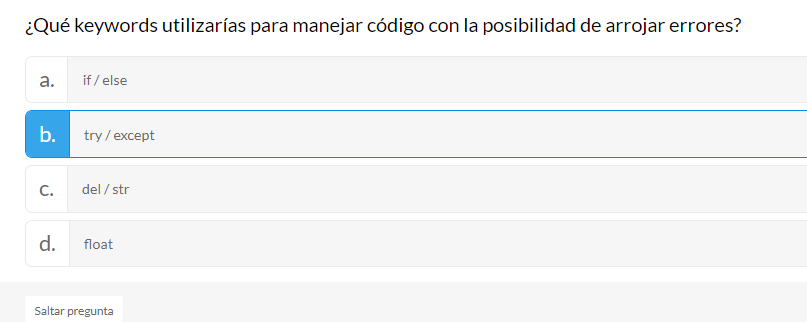 ¿Qué keywords utilizarías para manejar código con la posibilidad de arrojar errores?
a. if / else
b. try / except
c. del / str
d. float
Saltar pregunta